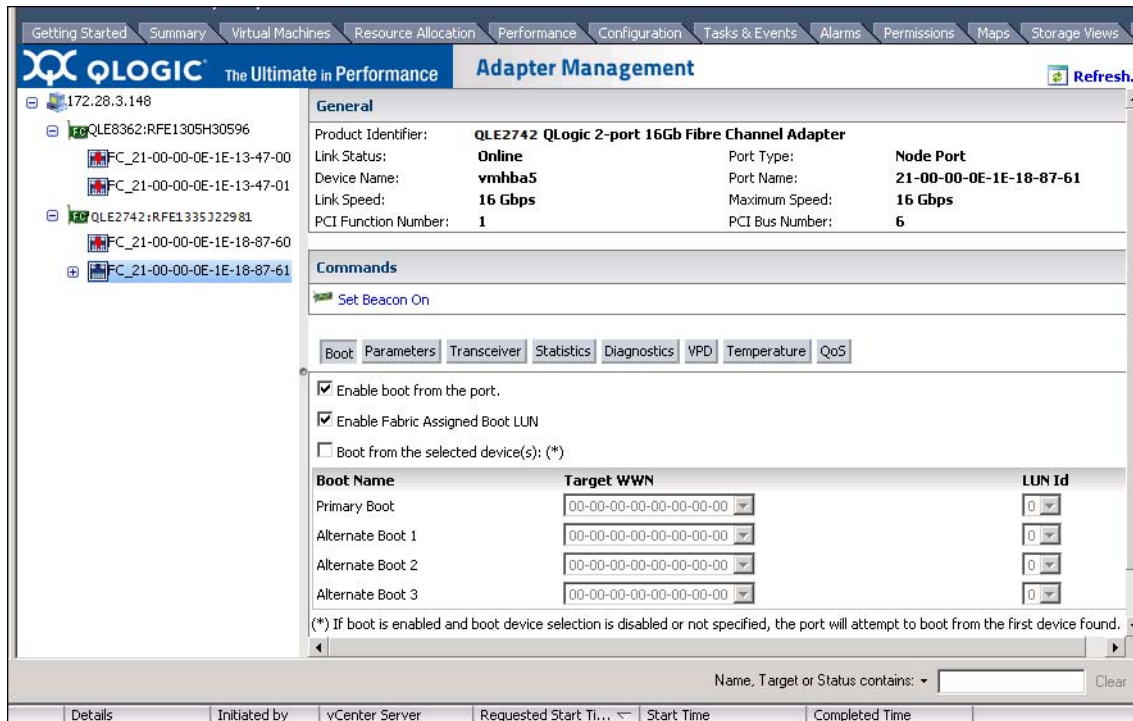 Getting Started Summary Virtual Machines Resource Allocation Performance Configuration Tasks & Events Alarms Permissions Maps Storage Views
QLOGIC The Ultimate in Performance Adapter Management Refresh.
172.28.3.148
QLE8362:RFE1305H30596
FC_21-00-00-0E-1E-13-47-00
FC_21-00-00-0E-1E-13-47-01
QLE2742:RFE1335J22981
FC_21-00-00-0E-1E-18-87-60
FC_21-00-00-0E-1E-18-87-61
General
Product Identifier: QLE2742 QLogic 2-port 16Gb Fibre Channel Adapter
Link Status: Online Port Type: Node Port
Device Name: vmhba5 Port Name: 21-00-00-0E-1E-18-87-61
Link Speed: 16 Gbps Maximum Speed: 16 Gbps
PCI Function Number: 1 PCI Bus Number: 6
Commands
Set Beacon On
Boot Parameters Transceiver Statistics Diagnostics VPD Temperature QoS
Enable boot from the port.
Enable Fabric Assigned Boot LUN
Boot from the selected device(s): (*)
Boot Name Target WWN LUN Id
Primary Boot 00-00-00-00-00-00-00-00 0
Alternate Boot 1 00-00-00-00-00-00-00-00 0
Alternate Boot 2 00-00-00-00-00-00-00-00 0
Alternate Boot 3 00-00-00-00-00-00-00-00 0
(*) If boot is enabled and boot device selection is disabled or not specified, the port will attempt to boot from the first device found.
Name, Target or Status contains: Clear
Details Initiated by vCenter Server Requested Start Ti... Start Time Completed Time